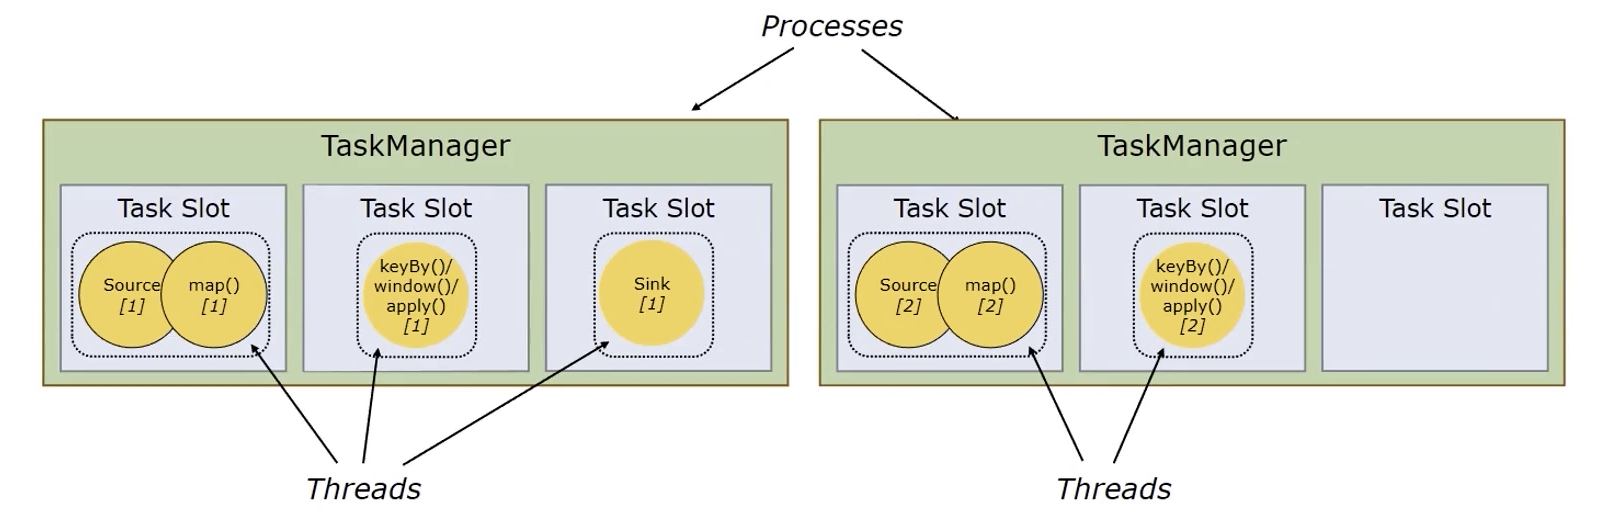 Processes
TaskManager
Task Slot
Source
[1]
map()
[1]
Task Slot
keyBy()/
window()/
apply()
[1]
Task Slot
Sink
[1]
Threads
TaskManager
Task Slot
Source
[2]
map()
[2]
Task Slot
keyBy()/
window()/
apply()
[2]
Task Slot
Threads